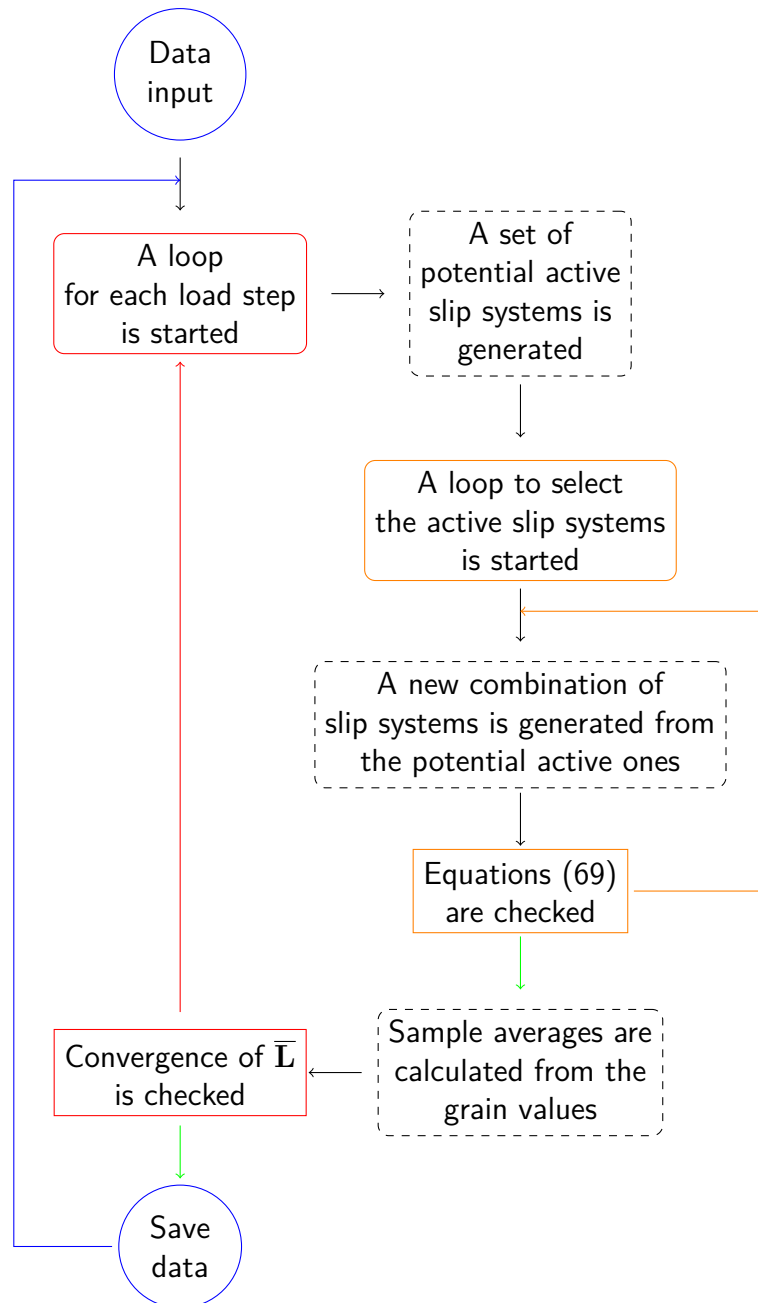 Data
input
A loop
for each load step
is started
A set of
potential active
slip systems is
generated
A loop to select
the active slip systems
is started
A new combination of
slip systems is generated from
the potential active ones
Equations (69)
are checked
Sample averages are
calculated from the
grain values
Convergence of L̅
is checked
Save
data